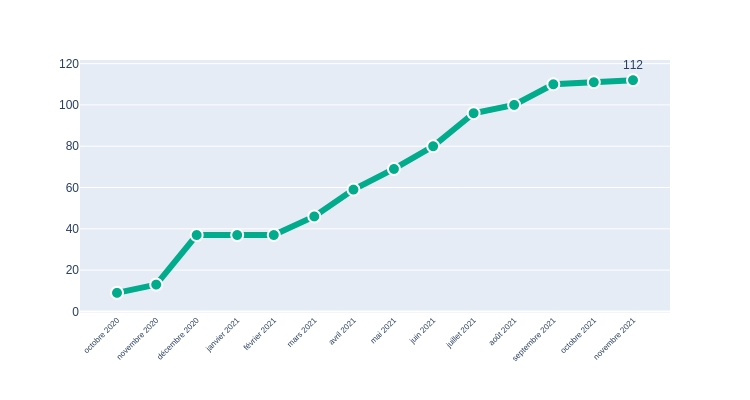 112
120
100
80
60
40
20
0
octobre 2020
novembre 2020
décembre 2020
janvier 2021
février 2021
mars 2021
avril 2021
mai 2021
juin 2021
juillet 2021
août 2021
septembre 2021
octobre 2021
novembre 2021